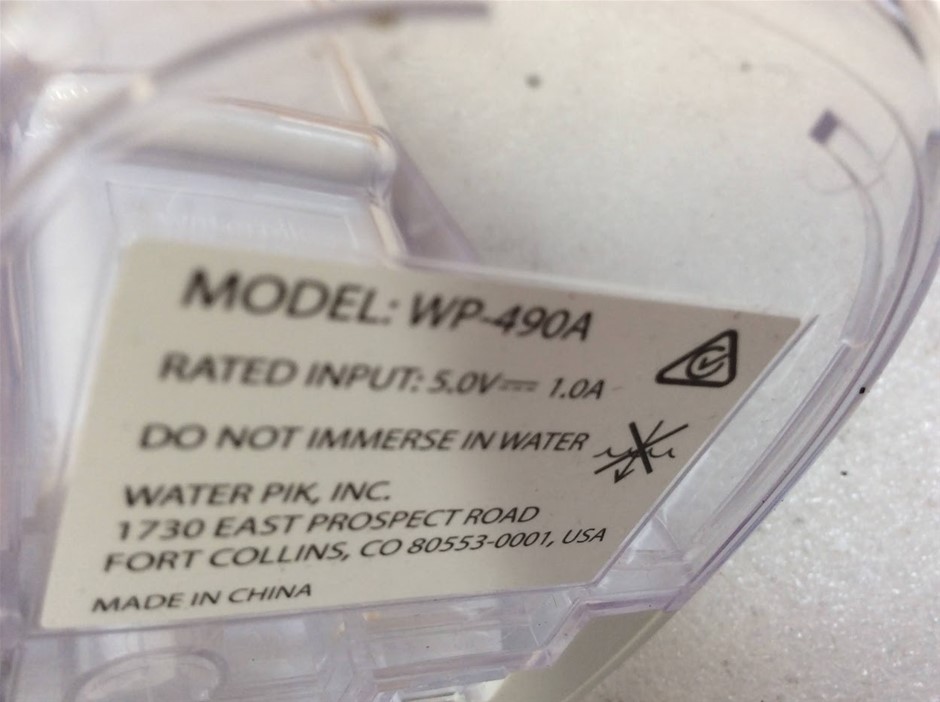 MODEL: WP-490A
RATED INPUT: 5.0V⎓ 1.0A
DO NOT IMMERSE IN WATER
WATER PIK, INC.
1730 EAST PROSPECT ROAD
FORT COLLINS, CO 80553-0001, USA
MADE IN CHINA